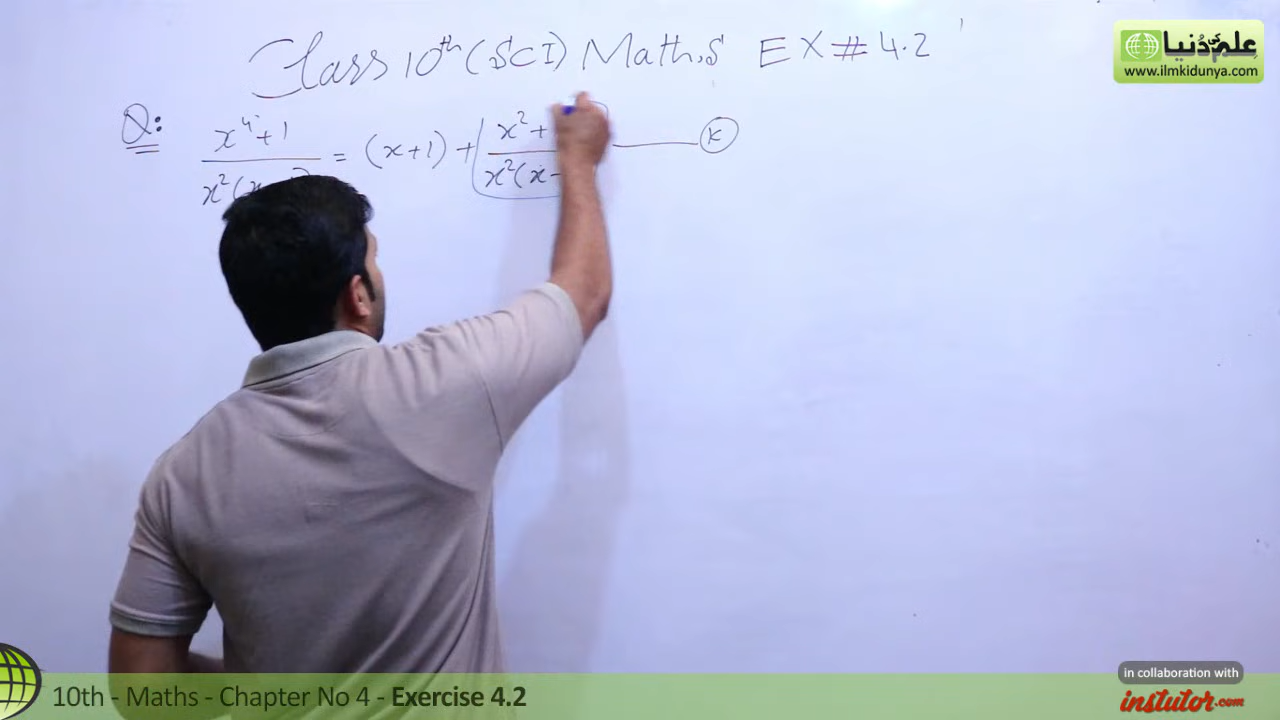 Class 10th (SCI) Maths EX # 4.2
علم کی دُنیا
www.ilmkidunya.com
Q: x⁴+1 / x²( = (x+1) + x²+ / x²(x- —— (K)
in collaboration with
instutor.com
10th - Maths - Chapter No 4 - Exercise 4.2